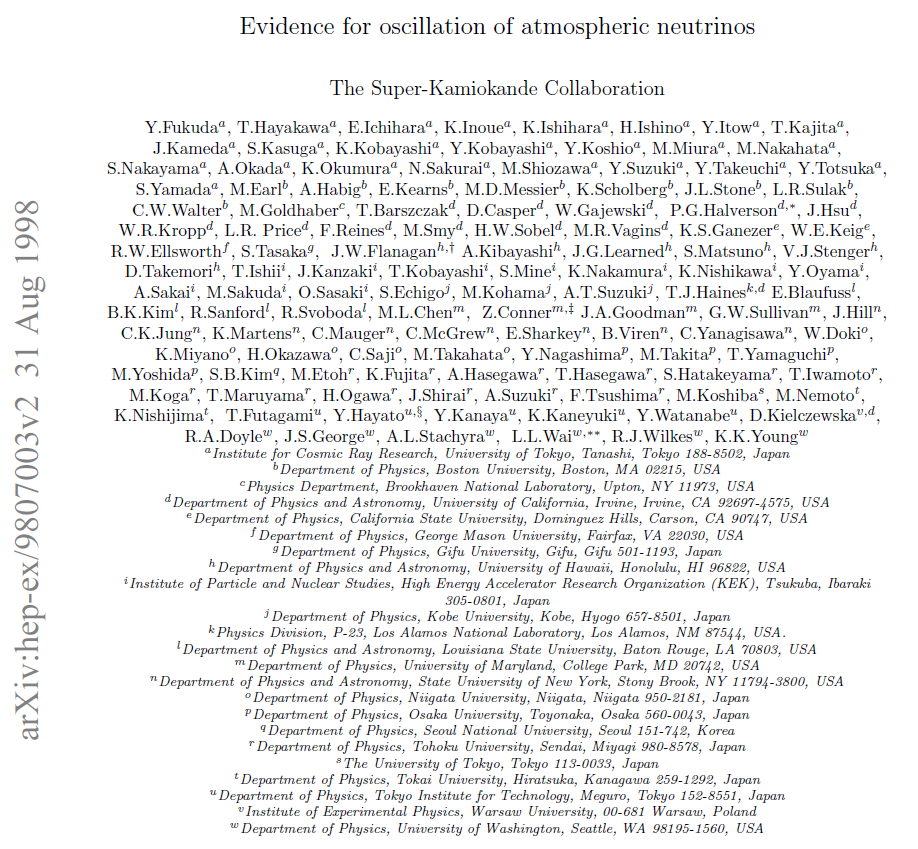 Evidence for oscillation of atmospheric neutrinos
The Super-Kamiokande Collaboration
Y.Fukuda^a, T.Hayakawa^a, E.Ichihara^a, K.Inoue^a, K.Ishihara^a, H.Ishino^a, Y.Itow^a, T.Kajita^a,
J.Kameda^a, S.Kasuga^a, K.Kobayashi^a, Y.Kobayashi^a, Y.Koshio^a, M.Miura^a, M.Nakahata^a,
S.Nakayama^a, A.Okada^a, K.Okumura^a, N.Sakurai^a, M.Shiozawa^a, Y.Suzuki^a, Y.Takeuchi^a, Y.Totsuka^a,
S.Yamada^a, M.Earl^b, A.Habig^b, E.Kearns^b, M.D.Messier^b, K.Scholberg^b, J.L.Stone^b, L.R.Sulak^b,
C.W.Walter^b, M.Goldhaber^c, T.Barszczak^d, D.Casper^d, W.Gajewski^d, P.G.Halverson^d,*, J.Hsu^d,
W.R.Kropp^d, L.R. Price^d, F.Reines^d, M.Smy^d, H.W.Sobel^d, M.R.Vagins^d, K.S.Ganezer^e, W.E.Keig^e,
R.W.Ellsworth^f, S.Tasaka^g, J.W.Flanagan^h,† A.Kibayashi^h, J.G.Learned^h, S.Matsuno^h, V.J.Stenger^h,
D.Takemori^h, T.Ishii^i, J.Kanzaki^i, T.Kobayashi^i, S.Mine^i, K.Nakamura^i, K.Nishikawa^i, Y.Oyama^i,
A.Sakai^i, M.Sakuda^i, O.Sasaki^i, S.Echigo^j, M.Kohama^j, A.T.Suzuki^j, T.J.Haines^k,d E.Blaufuss^l,
B.K.Kim^l, R.Sanford^l, R.Svoboda^l, M.L.Chen^m, Z.Conner^m,‡ J.A.Goodman^m, G.W.Sullivan^m, J.Hill^n,
C.K.Jung^n, K.Martens^n, C.Mauger^n, C.McGrew^n, E.Sharkey^n, B.Viren^n, C.Yanagisawa^n, W.Doki^o,
K.Miyano^o, H.Okazawa^o, C.Saji^o, M.Takahata^o, Y.Nagashima^p, M.Takita^p, T.Yamaguchi^p,
M.Yoshida^p, S.B.Kim^q, M.Etoh^r, K.Fujita^r, A.Hasegawa^r, T.Hasegawa^r, S.Hatakeyama^r, T.Iwamoto^r,
M.Koga^r, T.Maruyama^r, H.Ogawa^r, J.Shirai^r, A.Suzuki^r, F.Tsushima^r, M.Koshiba^s, M.Nemoto^t,
K.Nishijima^t, T.Futagami^u, Y.Hayato^u,§, Y.Kanaya^u, K.Kaneyuki^u, Y.Watanabe^u, D.Kielczewska^v,d,
R.A.Doyle^w, J.S.George^w, A.L.Stachyra^w, L.L.Wai^w,**, R.J.Wilkes^w, K.K.Young^w
^a Institute for Cosmic Ray Research, University of Tokyo, Tanashi, Tokyo 188-8502, Japan
^b Department of Physics, Boston University, Boston, MA 02215, USA
^c Physics Department, Brookhaven National Laboratory, Upton, NY 11973, USA
^d Department of Physics and Astronomy, University of California, Irvine, Irvine, CA 92697-4575, USA
^e Department of Physics, California State University, Dominguez Hills, Carson, CA 90747, USA
^f Department of Physics, George Mason University, Fairfax, VA 22030, USA
^g Department of Physics, Gifu University, Gifu, Gifu 501-1193, Japan
^h Department of Physics and Astronomy, University of Hawaii, Honolulu, HI 96822, USA
^i Institute of Particle and Nuclear Studies, High Energy Accelerator Research Organization (KEK), Tsukuba, Ibaraki
305-0801, Japan
^j Department of Physics, Kobe University, Kobe, Hyogo 657-8501, Japan
^k Physics Division, P-23, Los Alamos National Laboratory, Los Alamos, NM 87544, USA.
^l Department of Physics and Astronomy, Louisiana State University, Baton Rouge, LA 70803, USA
^m Department of Physics, University of Maryland, College Park, MD 20742, USA
^n Department of Physics and Astronomy, State University of New York, Stony Brook, NY 11794-3800, USA
^o Department of Physics, Niigata University, Niigata, Niigata 950-2181, Japan
^p Department of Physics, Osaka University, Toyonaka, Osaka 560-0043, Japan
^q Department of Physics, Seoul National University, Seoul 151-742, Korea
^r Department of Physics, Tohoku University, Sendai, Miyagi 980-8578, Japan
^s The University of Tokyo, Tokyo 113-0033, Japan
^t Department of Physics, Tokai University, Hiratsuka, Kanagawa 259-1292, Japan
^u Department of Physics, Tokyo Institute for Technology, Meguro, Tokyo 152-8551, Japan
^v Institute of Experimental Physics, Warsaw University, 00-681 Warsaw, Poland
^w Department of Physics, University of Washington, Seattle, WA 98195-1560, USA
arXiv:hep-ex/9807003v2 31 Aug 1998